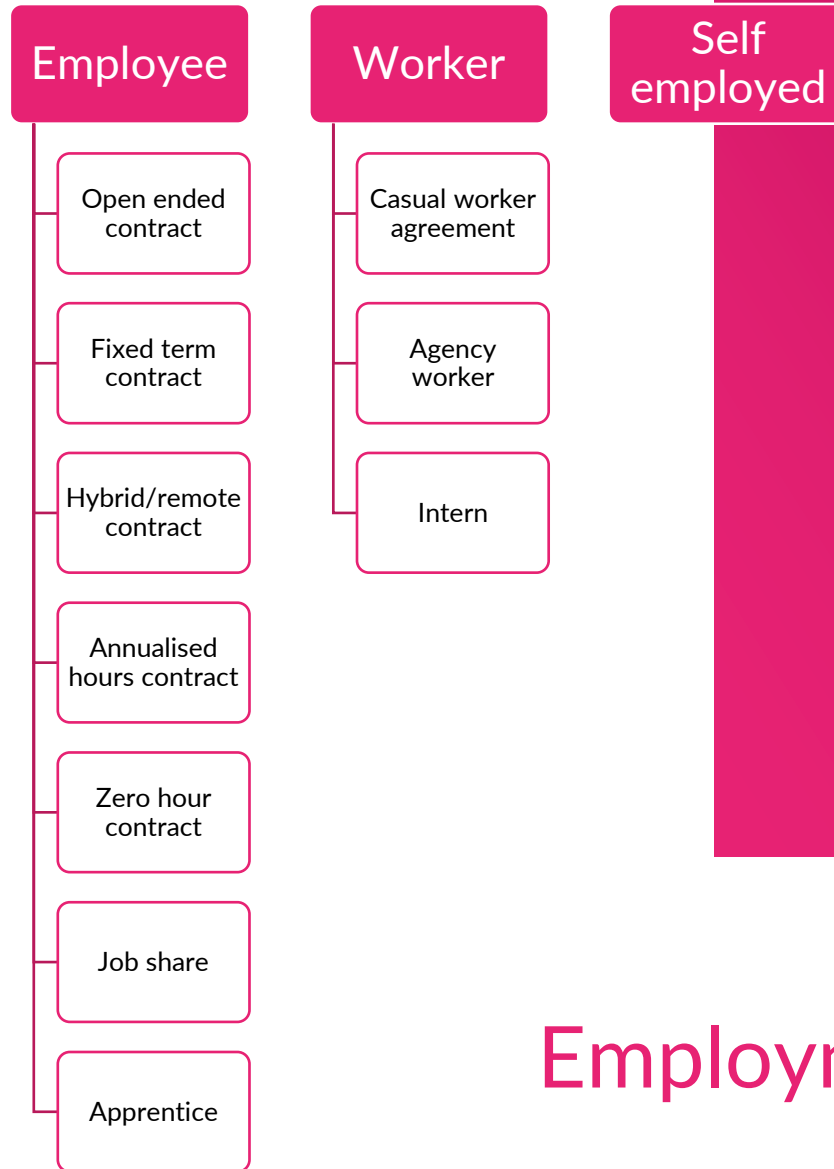 Employee
Open ended
contract
Fixed term
contract
Hybrid/remote
contract
Annualised
hours contract
Zero hour
contract
Job share
Apprentice
Worker
Casual worker
agreement
Agency
worker
Intern
Self
employed